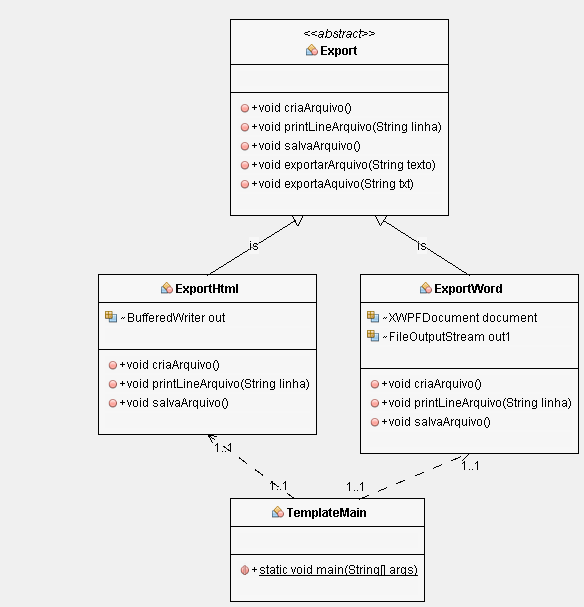 <<abstract>>
Export
+void criaArquivo()
+void printLineArquivo(String linha)
+void salvaArquivo()
+void exportarArquivo(String texto)
+void exportaAquivo(String txt)
is
is
ExportHtml
~BufferedWriter out
+void criaArquivo()
+void printLineArquivo(String linha)
+void salvaArquivo()
ExportWord
~XWPFDocument document
~FileOutputStream out1
+void criaArquivo()
+void printLineArquivo(String linha)
+void salvaArquivo()
1..1
1..1
1..1
1..1
TemplateMain
+static void main(String[] args)